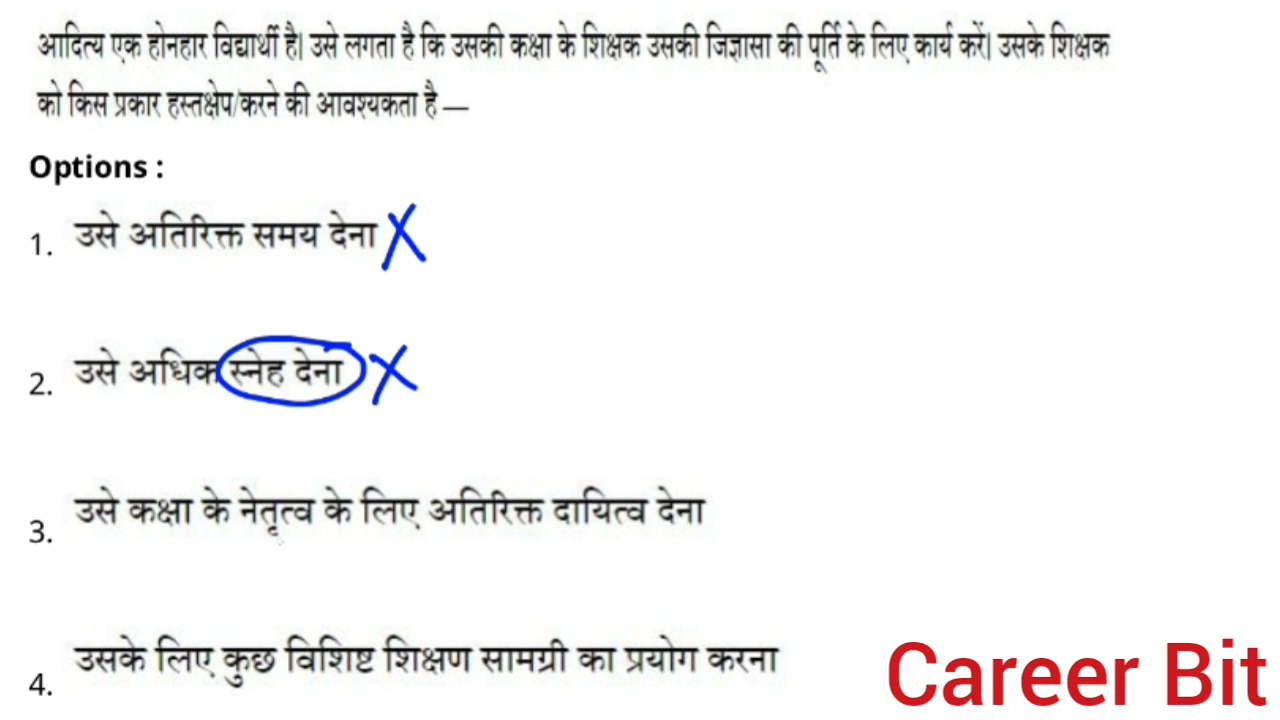 आदित्य एक होनहार विद्यार्थी है। उसे लगता है कि उसकी कक्षा के शिक्षक उसकी जिज्ञासा की पूर्ति के लिए कार्य करें। उसके शिक्षक
को किस प्रकार हस्तक्षेप/करने की आवश्यकता है —
Options :
1. उसे अतिरिक्त समय देना X
2. उसे अधिक स्नेह देना X
3. उसे कक्षा के नेतृत्व के लिए अतिरिक्त दायित्व देना
4. उसके लिए कुछ विशिष्ट शिक्षण सामग्री का प्रयोग करना
Career Bit